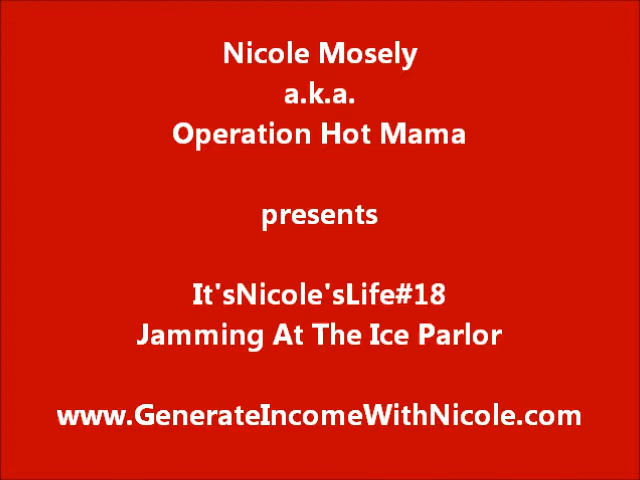 Nicole Mosely
a.k.a.
Operation Hot Mama
presents
It'sNicole'sLife#18
Jamming At The Ice Parlor
www.GenerateIncomeWithNicole.com